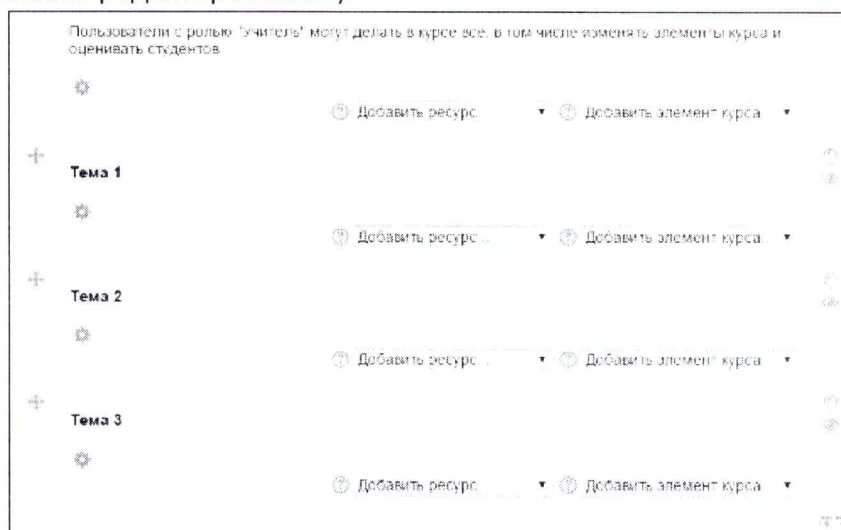 Пользователи с ролью "Учитель" могут делать в курсе все, в том числе изменять элементы курса и
оценивать студентов
Добавить ресурс... Добавить элемент курса...
Тема 1
Добавить ресурс... Добавить элемент курса...
Тема 2
Добавить ресурс... Добавить элемент курса...
Тема 3
Добавить ресурс... Добавить элемент курса...